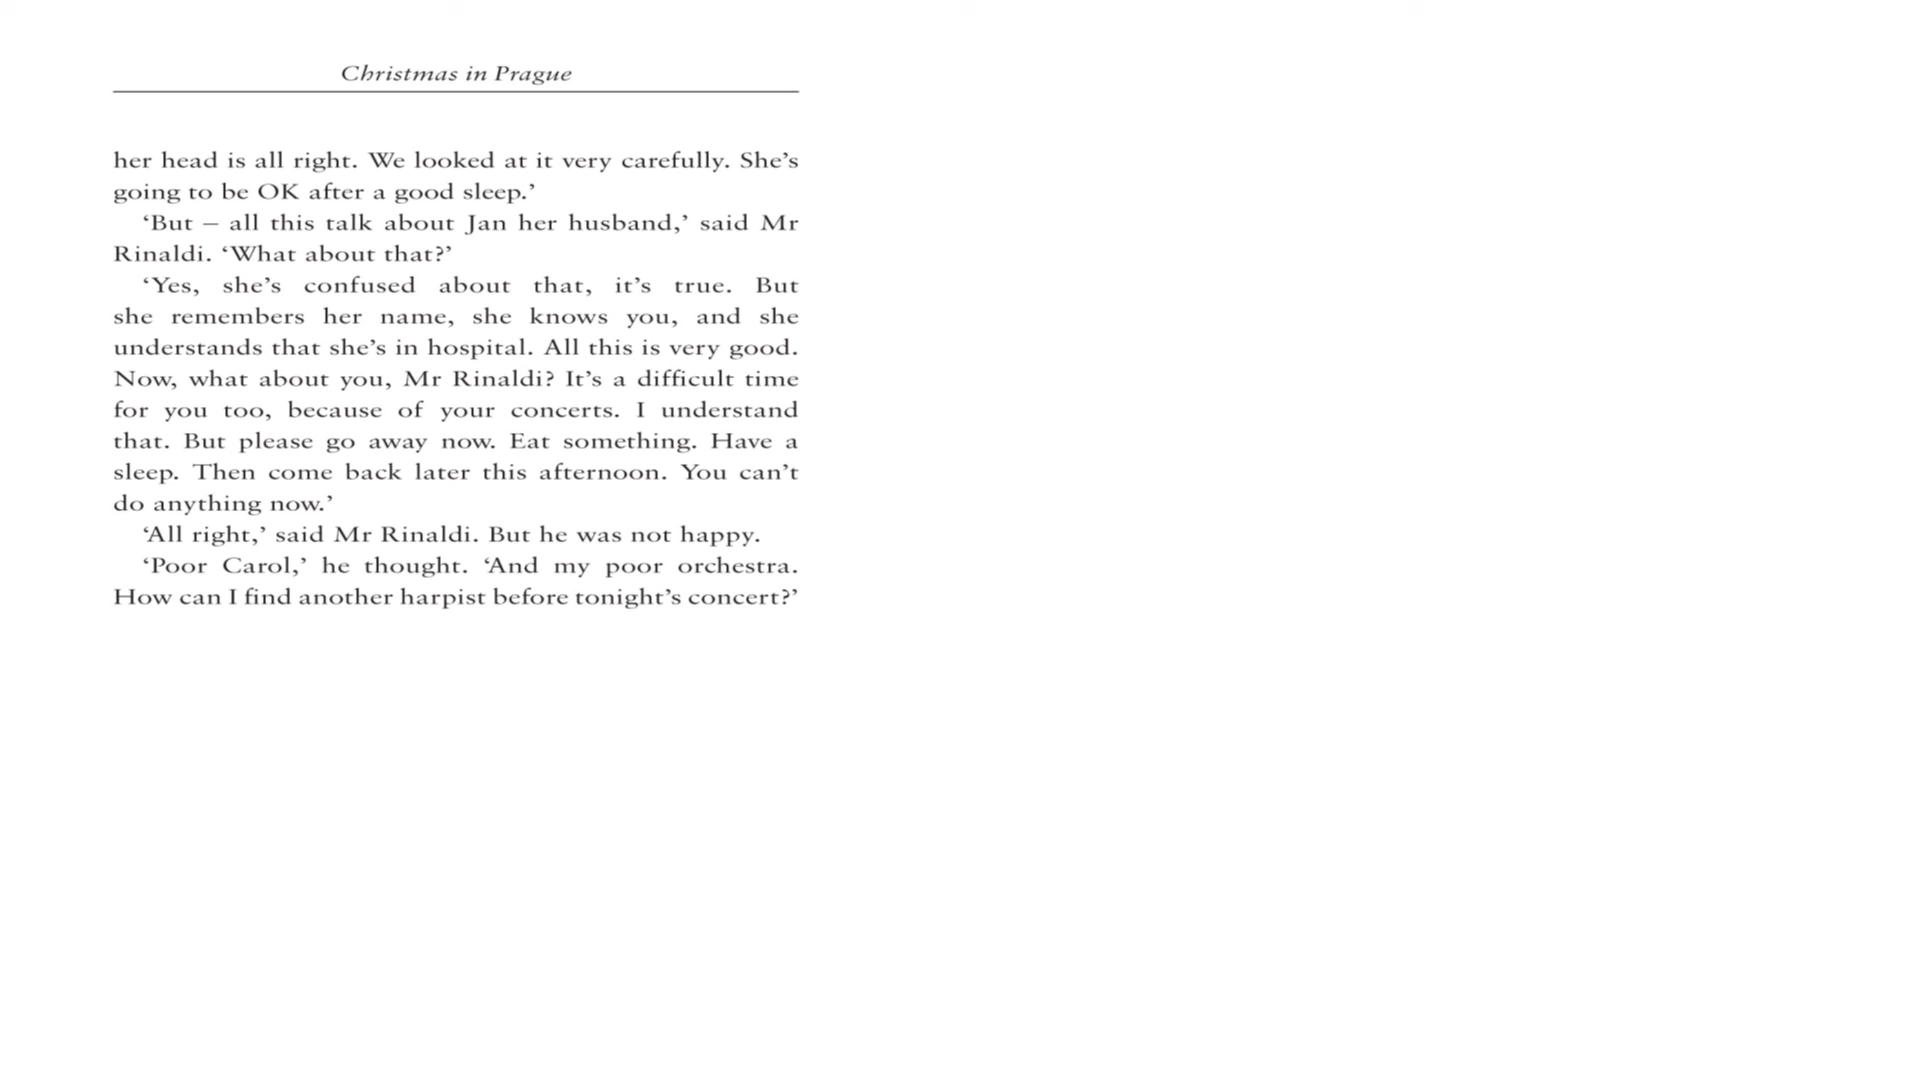 Christmas in Prague
her head is all right. We looked at it very carefully. She’s
going to be OK after a good sleep.’
‘But – all this talk about Jan her husband,’ said Mr
Rinaldi. ‘What about that?’
‘Yes, she’s confused about that, it’s true. But
she remembers her name, she knows you, and she
understands that she’s in hospital. All this is very good.
Now, what about you, Mr Rinaldi? It’s a difficult time
for you too, because of your concerts. I understand
that. But please go away now. Eat something. Have a
sleep. Then come back later this afternoon. You can’t
do anything now.’
‘All right,’ said Mr Rinaldi. But he was not happy.
‘Poor Carol,’ he thought. ‘And my poor orchestra.
How can I find another harpist before tonight’s concert?’